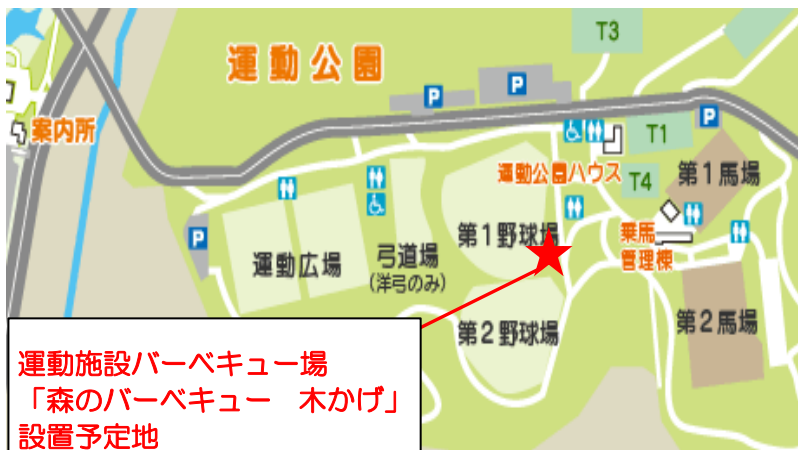 T3
運動公園
P
P
P
案内所
T1
運動公園ハウス
T4
第1馬場
P
第1野球場
弓道場
(洋弓のみ)
運動広場
乗馬
管理棟
第2野球場
第2馬場
運動施設バーベキュー場
「森のバーベキュー　木かげ」
設置予定地